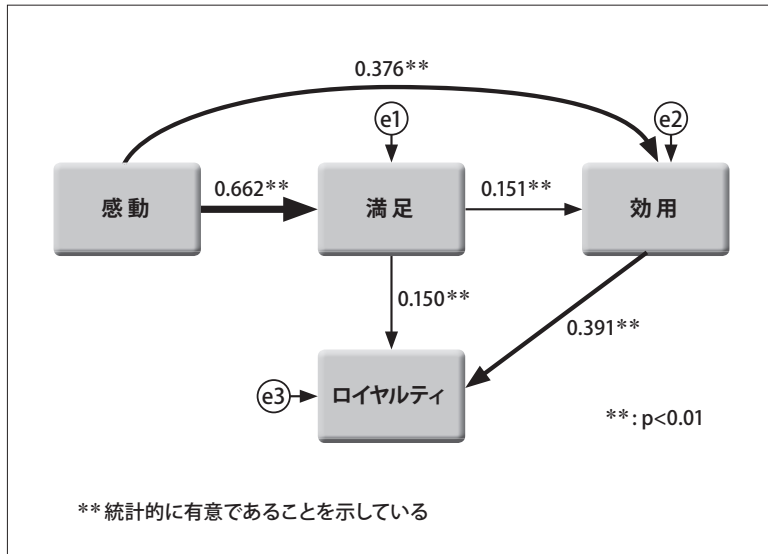 0.376**
e1
e2
感動
0.662**
満足
0.151**
効用
0.150**
0.391**
e3
ロイヤルティ
**: p<0.01
**統計的に有意であることを示している